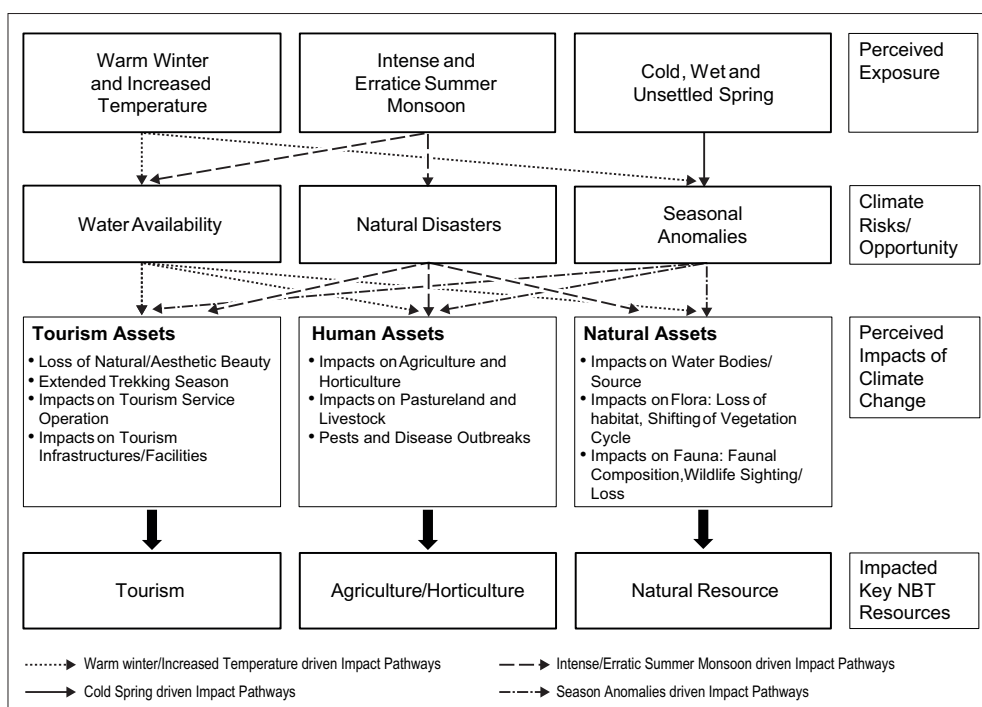 Warm Winter
and Increased
Temperature
Intense and
Erratice Summer
Monsoon
Cold, Wet and
Unsettled Spring
Perceived
Exposure
Water Availability
Natural Disasters
Seasonal
Anomalies
Climate
Risks/
Opportunity
Tourism Assets
• Loss of Natural/Aesthetic Beauty
• Extended Trekking Season
• Impacts on Tourism Service
Operation
• Impacts on Tourism
Infrastructures/Facilities
Human Assets
• Impacts on Agriculture and
Horticulture
• Impacts on Pastureland and
Livestock
• Pests and Disease Outbreaks
Natural Assets
• Impacts on Water Bodies/
Source
• Impacts on Flora: Loss of
habitat, Shifting of Vegetation
Cycle
• Impacts on Fauna: Faunal
Composition,Wildlife Sighting/
Loss
Perceived
Impacts of
Climate
Change
Tourism
Agriculture/Horticulture
Natural Resource
Impacted
Key NBT
Resources
Warm winter/Increased Temperature driven Impact Pathways
Intense/Erratic Summer Monsoon driven Impact Pathways
Cold Spring driven Impact Pathways
Season Anomalies driven Impact Pathways